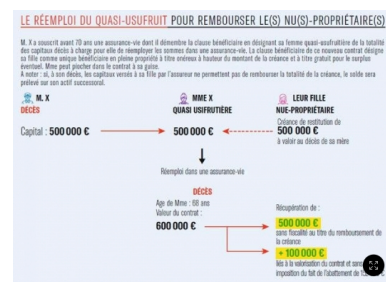 LE RÉEMPLOI DU QUASI-USUFRUIT POUR REMBOURSER LE(S) NU(S)-PROPRIÉTAIRE(S)
M. X a souscrit avant 70 ans une assurance-vie dont il démembre la clause bénéficiaire en désignant sa femme quasi-usufruitière de la totalité
des capitaux décès à charge pour elle de réemployer les sommes dans une assurance-vie. La clause bénéficiaire de ce nouveau contrat désigne
sa fille comme unique bénéficiaire en pleine propriété à titre onéreux à hauteur du montant de la créance et à titre gratuit pour le surplus
éventuel. Mme peut piocher dans le contrat à sa guise.
A noter : si, à son décès, les capitaux versés à sa fille par l'assureur ne permettent pas de rembourser la totalité de la créance, le solde sera
prélevé sur son actif successoral.
M. X
DÉCÈS
MME X
QUASI USIFRUTIÈRE
LEUR FILLE
NUE-PROPRIÉTAIRE
Capital : 500 000 €
500 000 €
Créance de restitution de
500 000 €
à valoir au décès de sa mère
Réemploi dans une assurance-vie
DÉCÈS
Age de Mme : 66 ans
Valeur du contrat :
600 000 €
Récupération de :
500 000 €
sans fiscalité au titre du remboursement de
la créance
+ 100 000 €
liés à la valorisation du contrat et sans
imposition du fait de l'abattement de